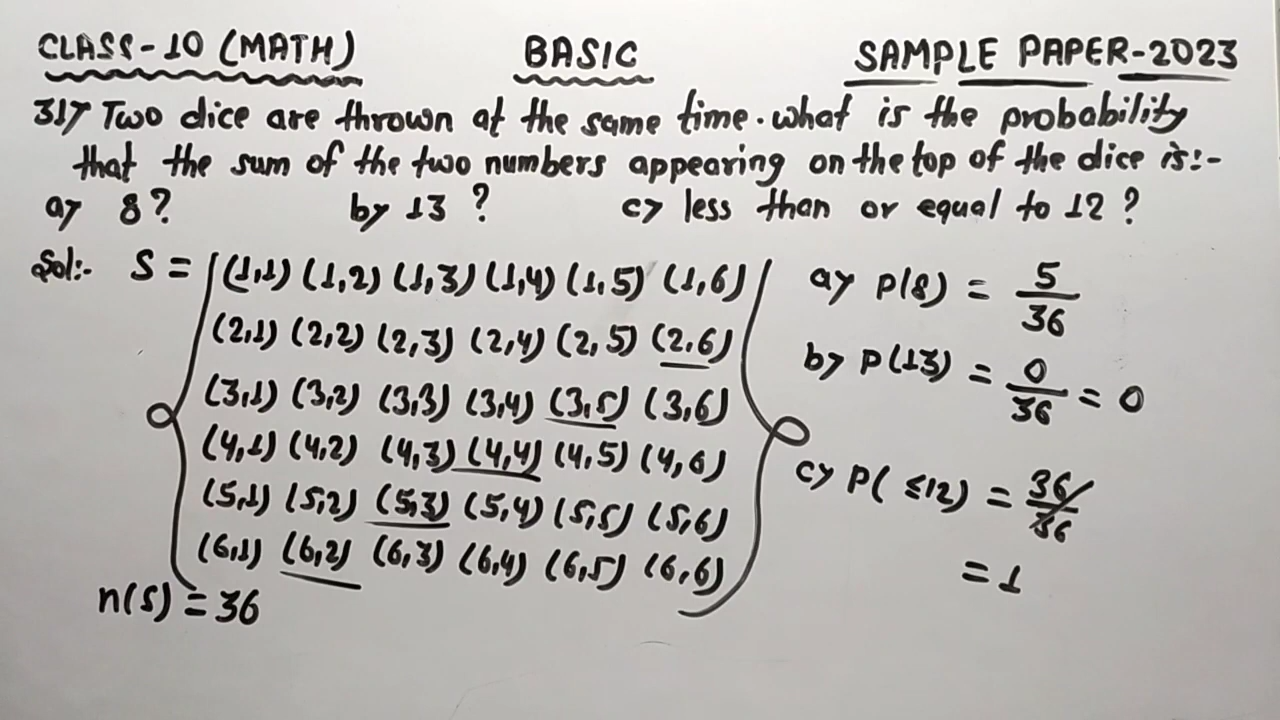 CLASS-10 (MATH) BASIC SAMPLE PAPER-2023
31> Two dice are thrown at the same time. what is the probability
that the sum of the two numbers appearing on the top of the dice is:-
a> 8? b> 13? c> less than or equal to 12?
Sol:- S = { (1,1) (1,2) (1,3) (1,4) (1,5) (1,6)
(2,1) (2,2) (2,3) (2,4) (2,5) (2,6)
(3,1) (3,2) (3,3) (3,4) (3,5) (3,6)
(4,1) (4,2) (4,3) (4,4) (4,5) (4,6)
(5,1) (5,2) (5,3) (5,4) (5,5) (5,6)
(6,1) (6,2) (6,3) (6,4) (6,5) (6,6) }
n(S) = 36
a> P(8) = 5/36
b> P(13) = 0/36 = 0
c> P( ≤12) = 36/36
= 1